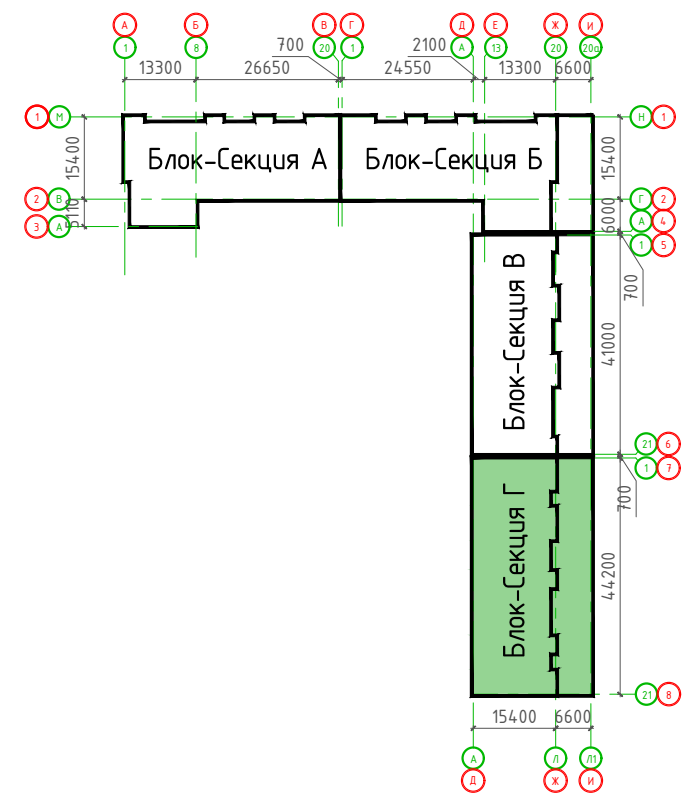 А Б В Г Д Е Ж И
1 8 20 1 А 13 20 20а
700 2100
13300 26650 24550 13300 6600
1 М Н 1
15400 15400
Блок-Секция А Блок-Секция Б
2 В Г 2
5110 6000
3 А А 4
1 5
700
Блок-Секция В
41000
21 6
1 7
700
Блок-Секция Г
44200
21 8
15400 6600
А Л Л1
Д Ж И